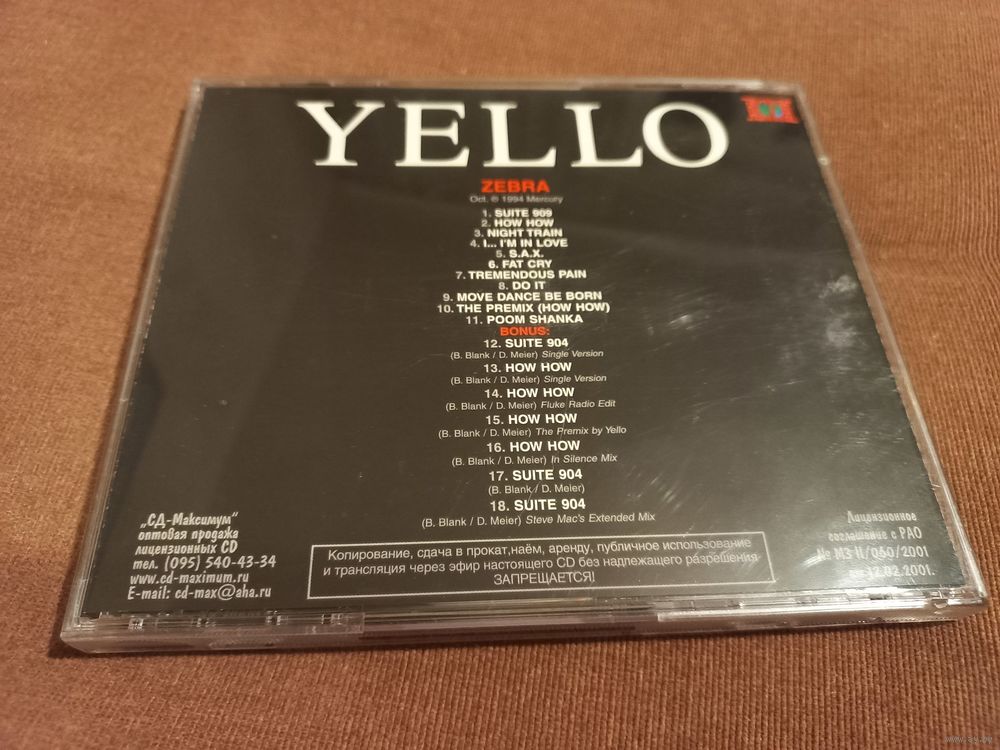 YELLO
ZEBRA
Oct. ℗ 1994 Mercury
1. SUITE 909
2. HOW HOW
3. NIGHT TRAIN
4. I... I'M IN LOVE
5. S.A.X.
6. FAT CRY
7. TREMENDOUS PAIN
8. DO IT
9. MOVE DANCE BE BORN
10. THE PREMIX (HOW HOW)
11. POOM SHANKA
BONUS:
12. SUITE 904
(B. Blank / D. Meier) Single Version
13. HOW HOW
(B. Blank / D. Meier) Single Version
14. HOW HOW
(B. Blank / D. Meier) Fluke Radio Edit
15. HOW HOW
(B. Blank / D. Meier) The Premix by Yello
16. HOW HOW
(B. Blank / D. Meier) In Silence Mix
17. SUITE 904
(B. Blank / D. Meier)
18. SUITE 904
(B. Blank / D. Meier) Steve Mac's Extended Mix
„СД-Максимум"
оптовая продажа
лицензионных CD
тел. (095) 540-43-34
www.cd-maximum.ru
E-mail: cd-max@aha.ru
Копирование, сдача в прокат,наём, аренду, публичное использование
и трансляция через эфир настоящего CD без надлежащего разрешения
ЗАПРЕЩАЕТСЯ!
Лицензионное
соглашение с РАО
№ МЗ II/060/2001
от 12.02.2001.